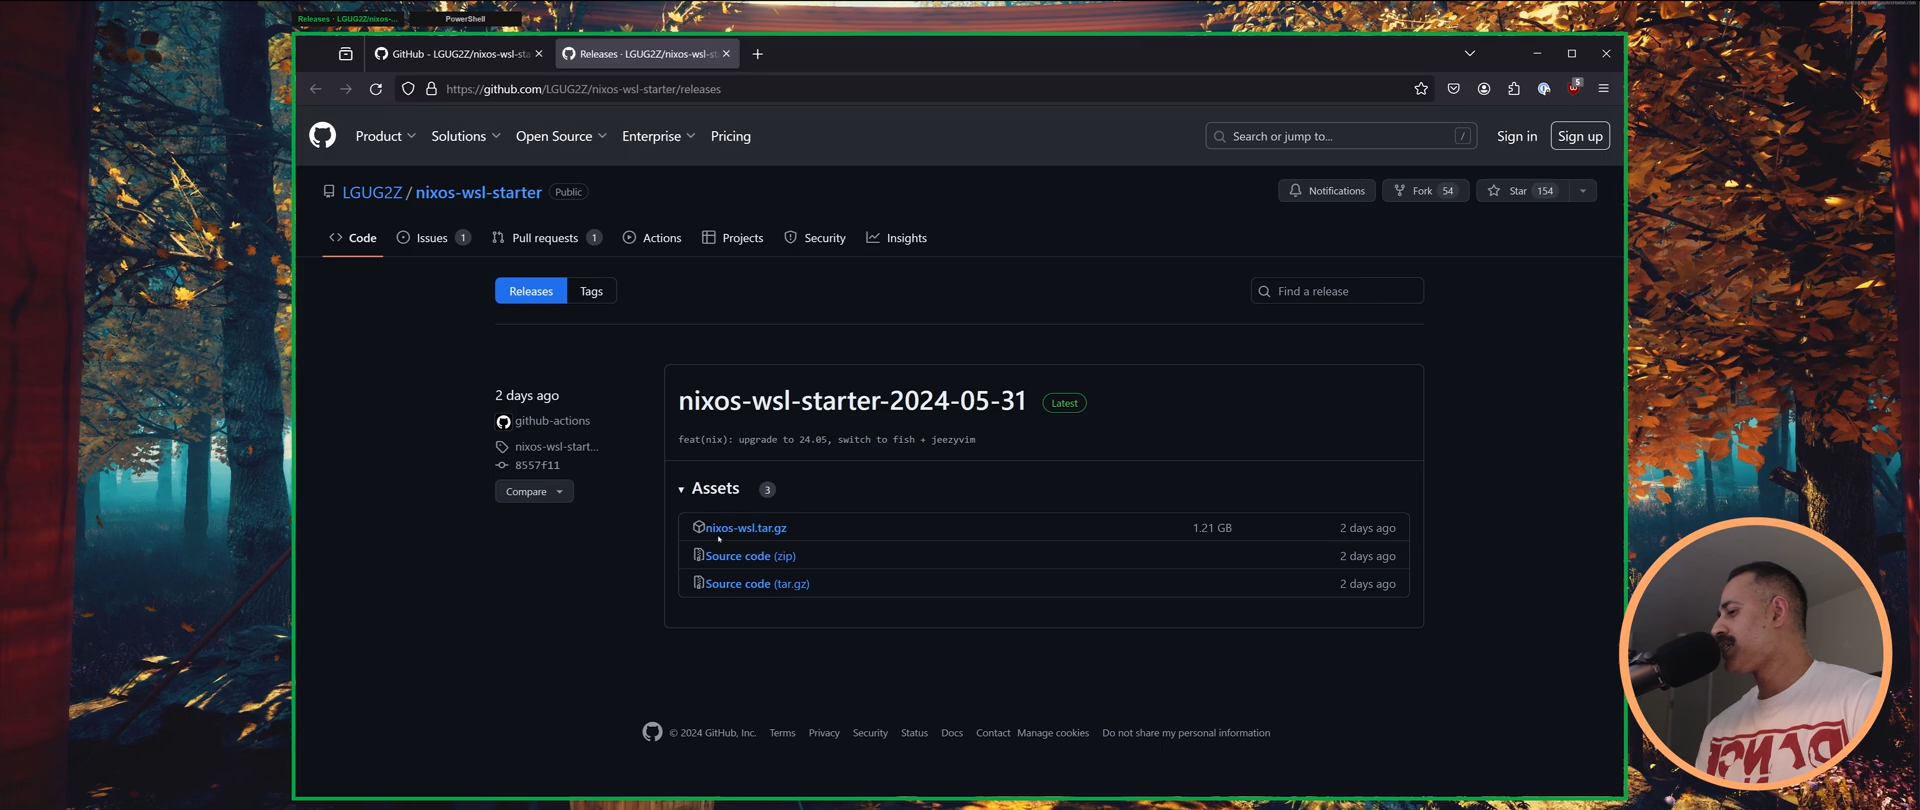 Releases · LGUG2Z/nixos-...
PowerShell
GitHub - LGUG2Z/nixos-wsl-sta
Releases · LGUG2Z/nixos-wsl-st
https://github.com/LGUG2Z/nixos-wsl-starter/releases
5
Product
Solutions
Open Source
Enterprise
Pricing
Search or jump to...
/
Sign in
Sign up
LGUG2Z / nixos-wsl-starter
Public
Notifications
Fork 54
Star 154
Code
Issues 1
Pull requests 1
Actions
Projects
Security
Insights
Releases
Tags
Find a release
2 days ago
github-actions
nixos-wsl-start...
8557f11
Compare
nixos-wsl-starter-2024-05-31
Latest
feat(nix): upgrade to 24.05, switch to fish + jeezyvim
Assets 3
nixos-wsl.tar.gz 1.21 GB 2 days ago
Source code (zip) 2 days ago
Source code (tar.gz) 2 days ago
© 2024 GitHub, Inc. Terms Privacy Security Status Docs Contact Manage cookies Do not share my personal information